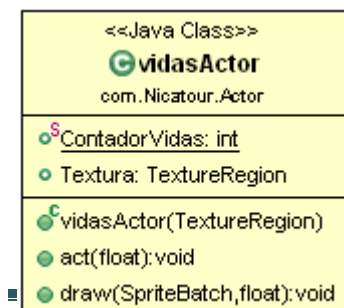 <<Java Class>>
vidasActor
com.Nicatour.Actor
ContadorVidas: int
Textura: TextureRegion
vidasActor(TextureRegion)
act(float):void
draw(SpriteBatch,float):void